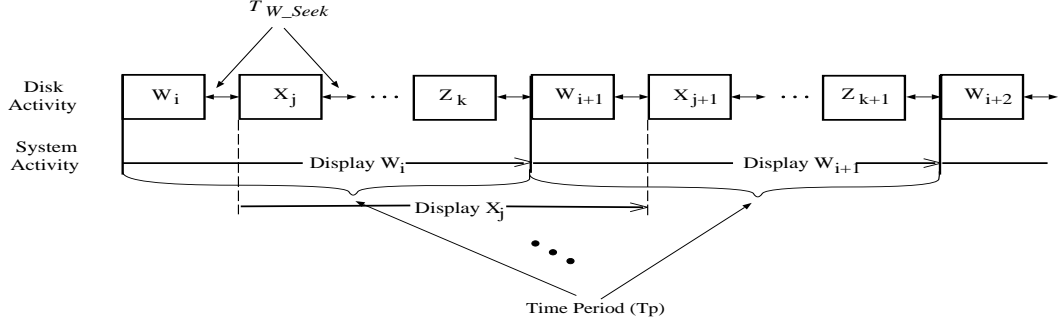 T W_Seek
Disk Activity
W i X j ... Z k W i+1 X j+1 ... Z k+1 W i+2
System Activity
Display W i Display W i+1
Display X j
Time Period (Tp)